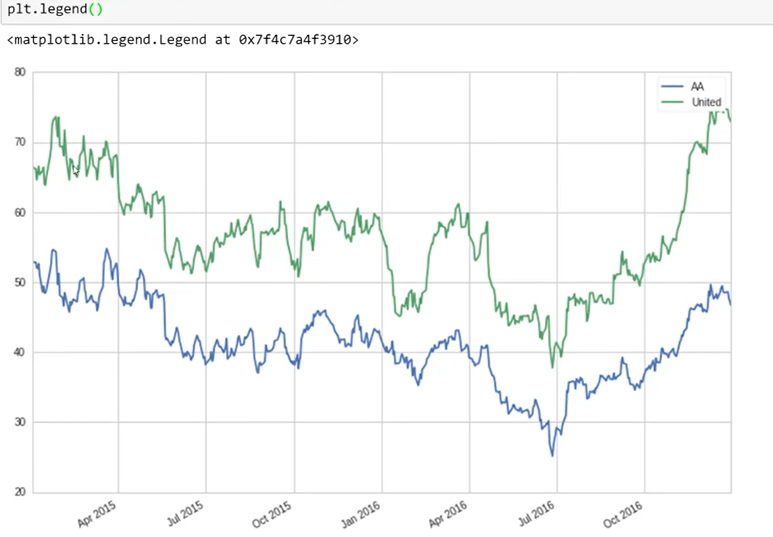 plt.legend()
<matplotlib.legend.Legend at 0x7f4c7a4f3910>
80
70
60
50
40
30
20
AA
United
Apr 2015
Jul 2015
Oct 2015
Jan 2016
Apr 2016
Jul 2016
Oct 2016